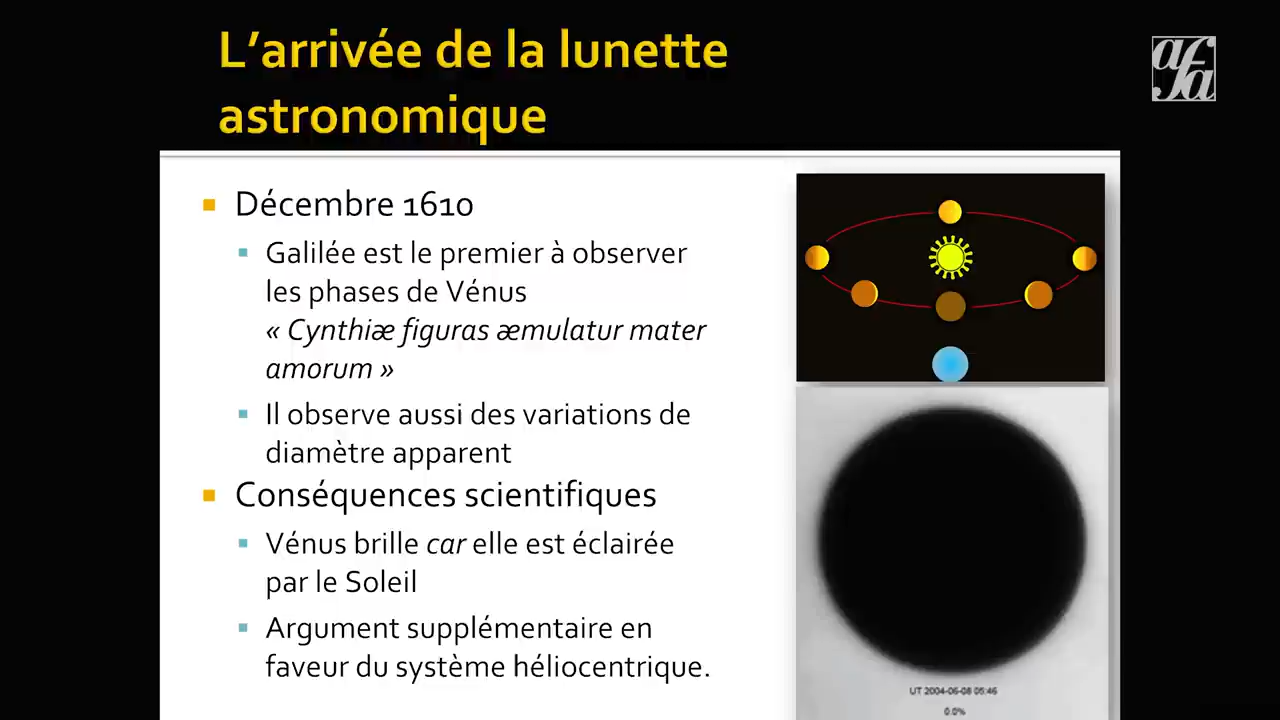 L'arrivée de la lunette
astronomique
afa
Décembre 1610
Galilée est le premier à observer
les phases de Vénus
« Cynthiæ figuras æmulatur mater
amorum »
Il observe aussi des variations de
diamètre apparent
Conséquences scientifiques
Vénus brille car elle est éclairée
par le Soleil
Argument supplémentaire en
faveur du système héliocentrique.
UT 2004-06-08 05:46
0.0%